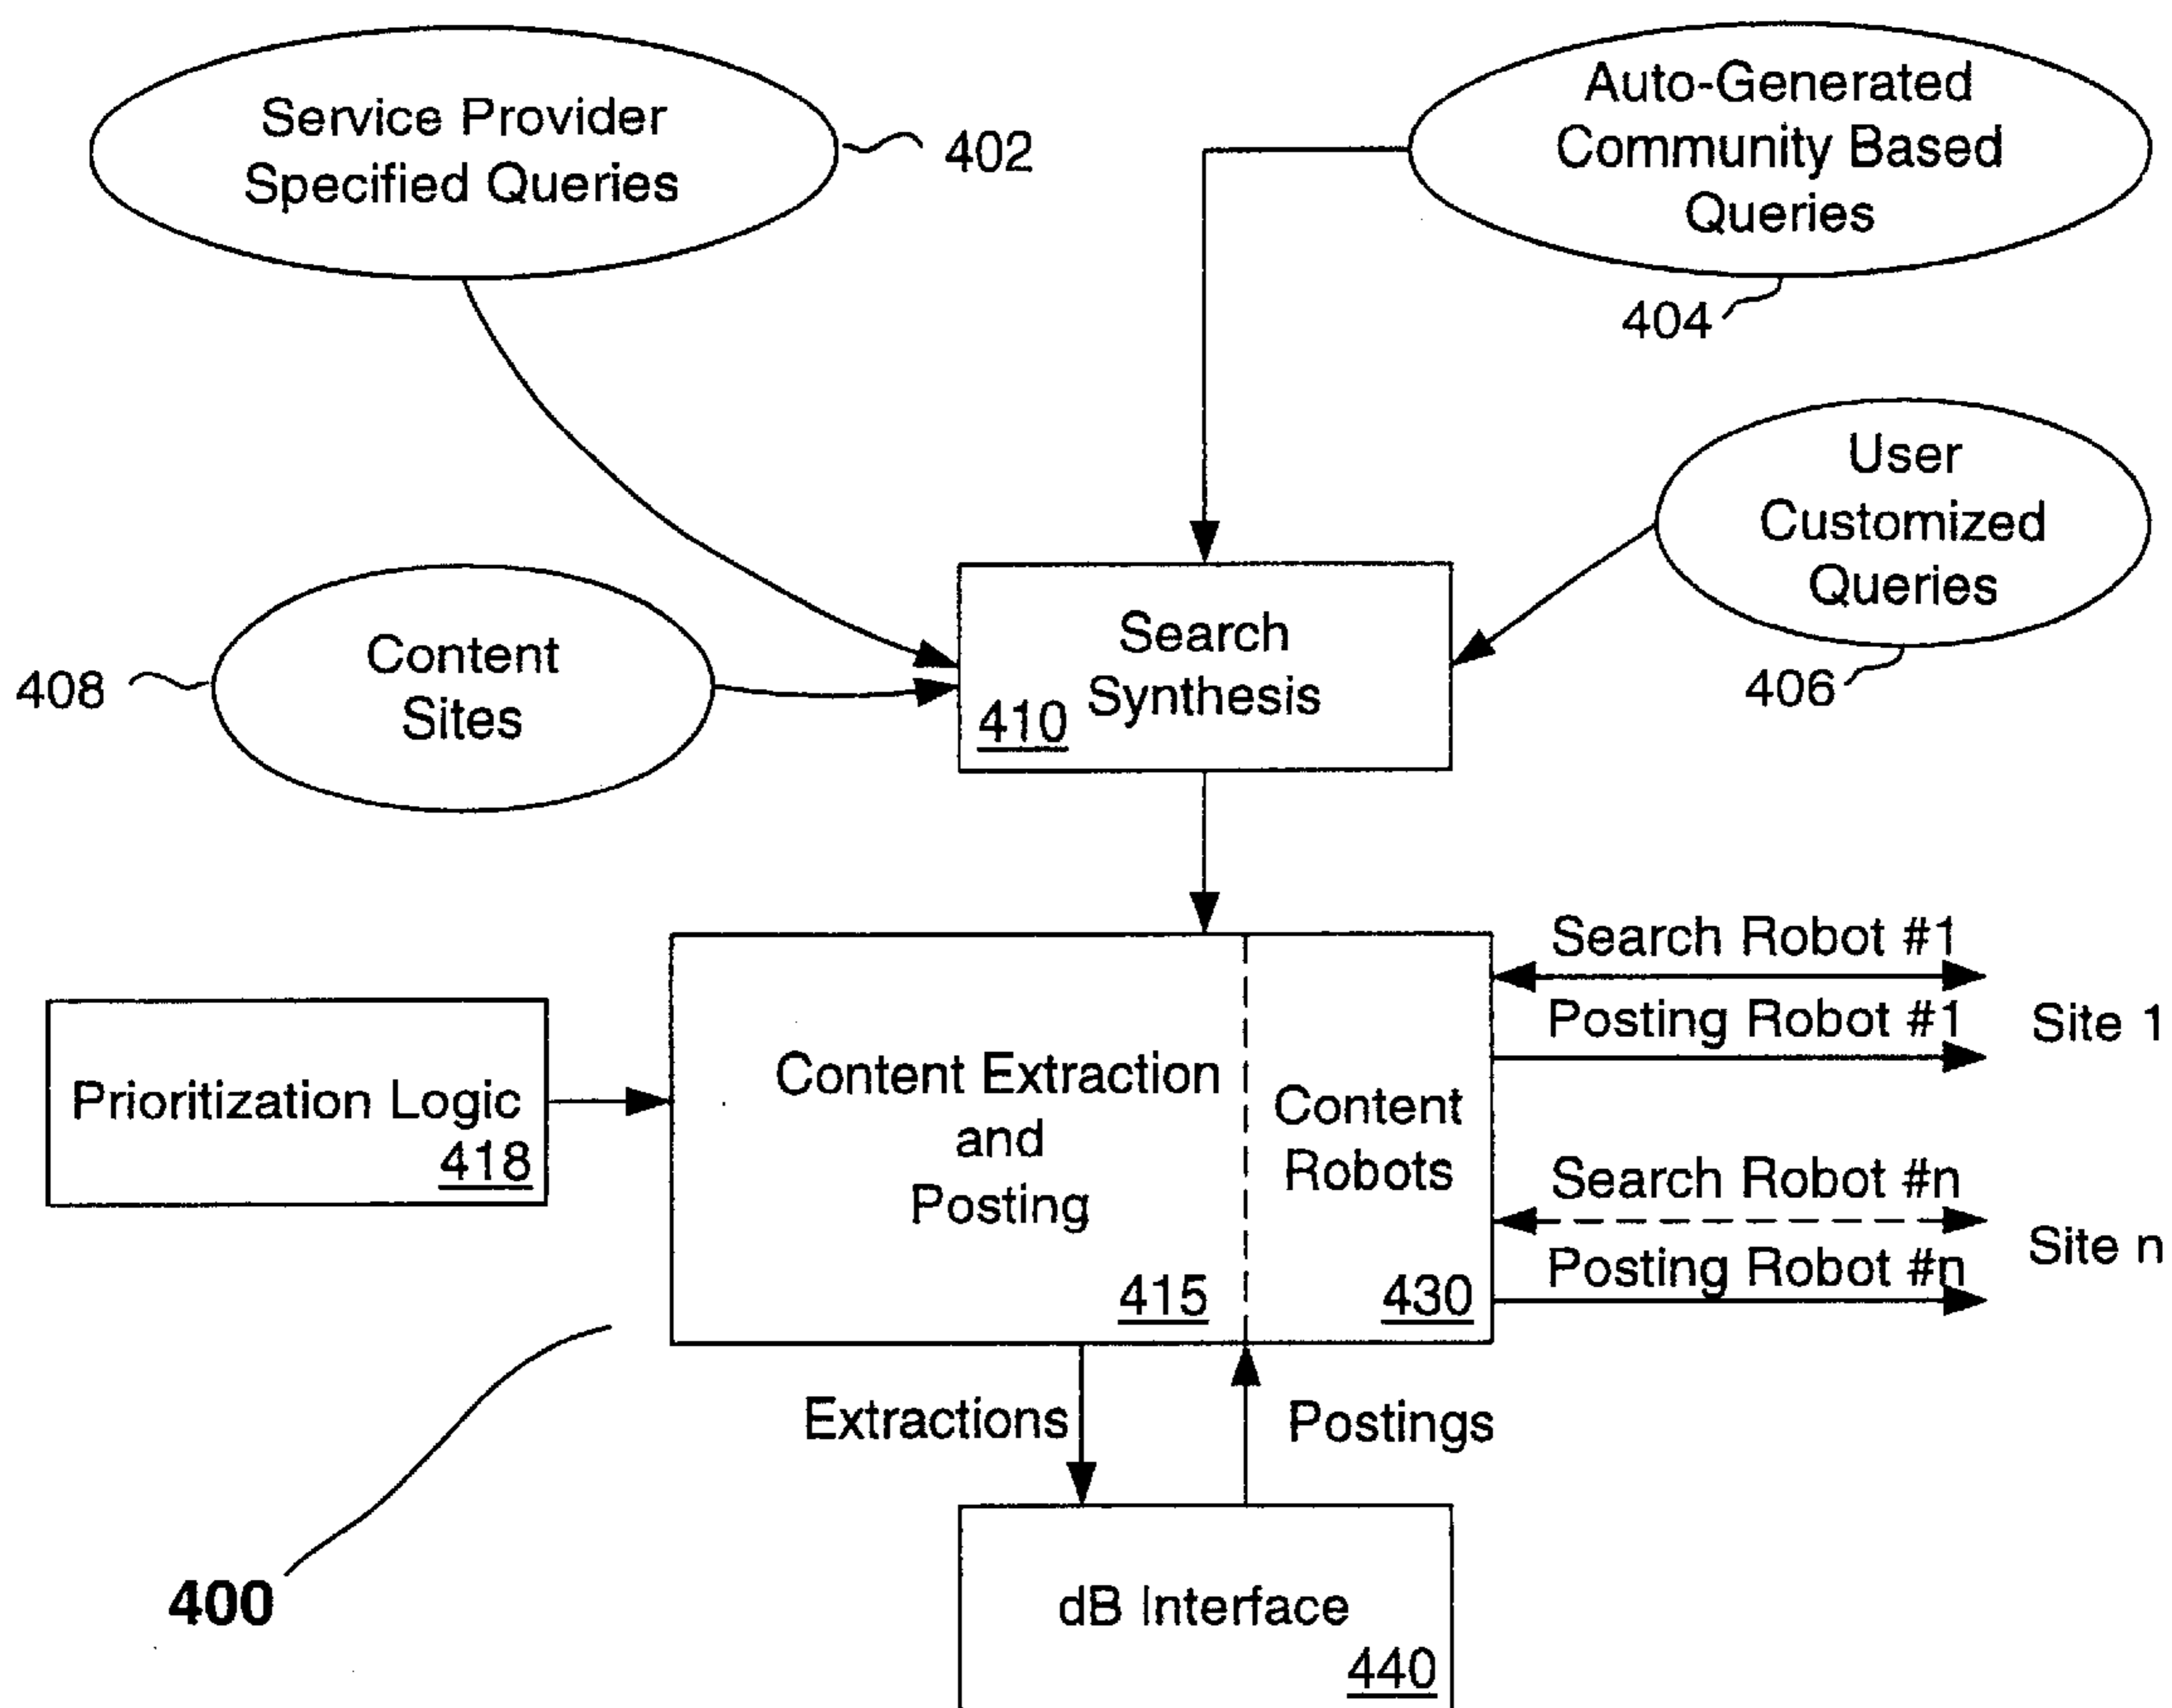 Service Provider
Specified Queries
402
Auto-Generated
Community Based
Queries
404
User
Customized
Queries
406
Content
Sites
408
Search
Synthesis
410
Prioritization Logic
418
Content Extraction
and
Posting
415
Content
Robots
430
Search Robot #1
Posting Robot #1
Site 1
Search Robot #n
Posting Robot #n
Site n
Extractions
Postings
400
dB Interface
440